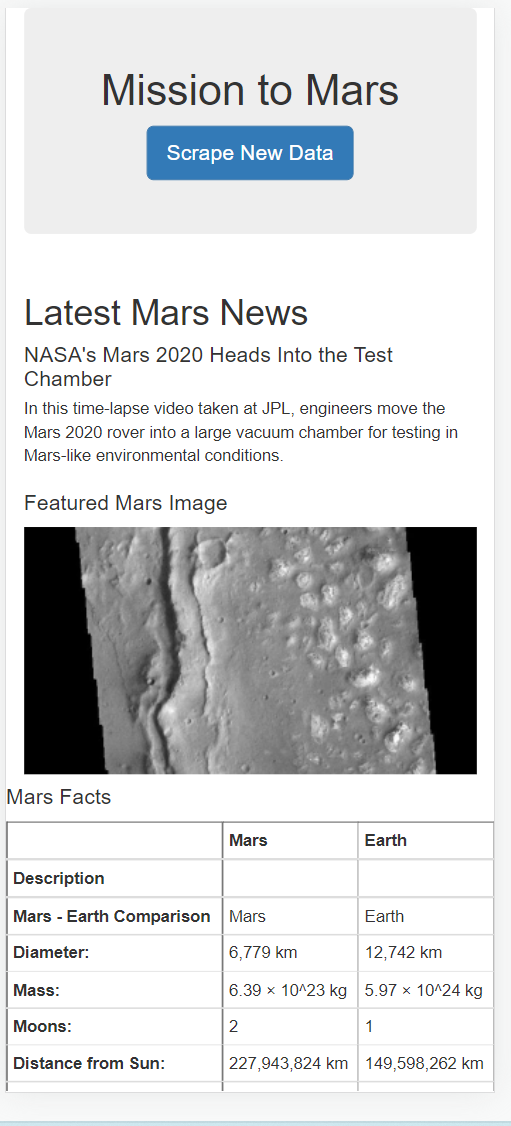 Mission to Mars
Scrape New Data
Latest Mars News
NASA's Mars 2020 Heads Into the Test
Chamber
In this time-lapse video taken at JPL, engineers move the
Mars 2020 rover into a large vacuum chamber for testing in
Mars-like environmental conditions.
Featured Mars Image
Mars Facts
Mars Earth
Description
Mars - Earth Comparison Mars Earth
Diameter: 6,779 km 12,742 km
Mass: 6.39 × 10^23 kg 5.97 × 10^24 kg
Moons: 2 1
Distance from Sun: 227,943,824 km 149,598,262 km